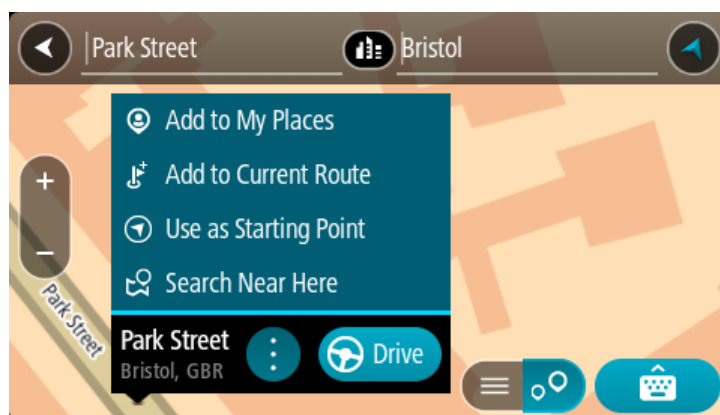 Park Street
Bristol
Add to My Places
Add to Current Route
Use as Starting Point
Search Near Here
Park Street
Park Street
Bristol, GBR
Drive